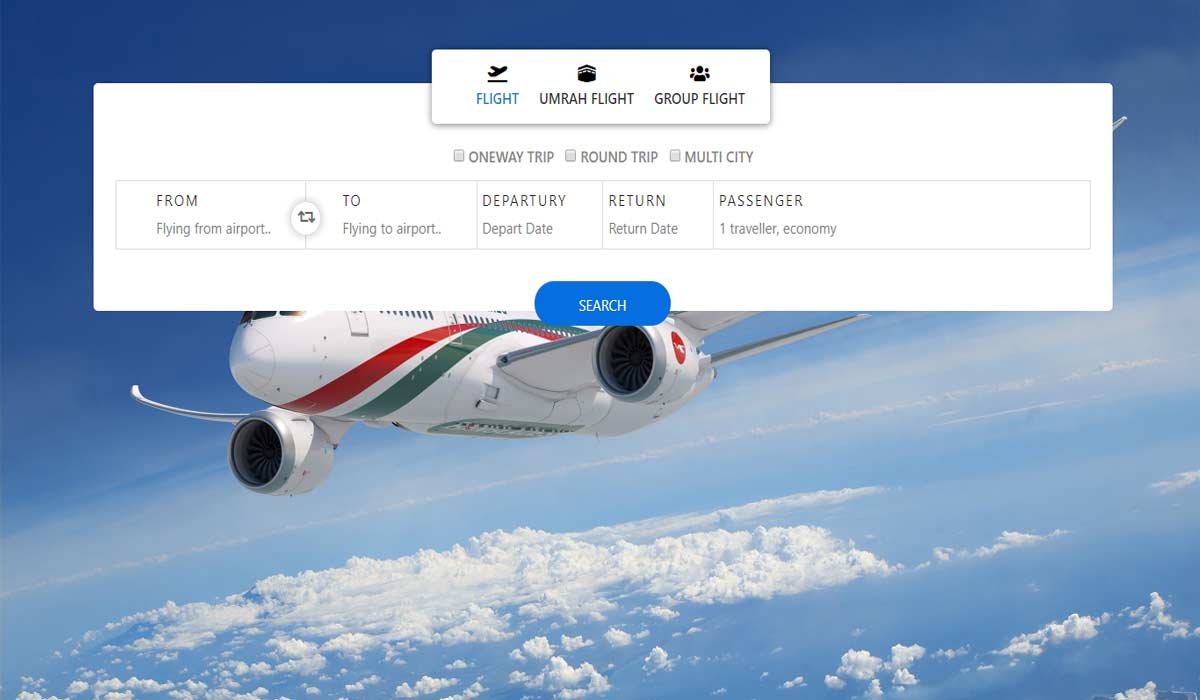 FLIGHT UMRAH FLIGHT GROUP FLIGHT
ONEWAY TRIP ROUND TRIP MULTI CITY
FROM TO DEPARTURY RETURN PASSENGER
Flying from airport.. Flying to airport.. Depart Date Return Date 1 traveller, economy
SEARCH